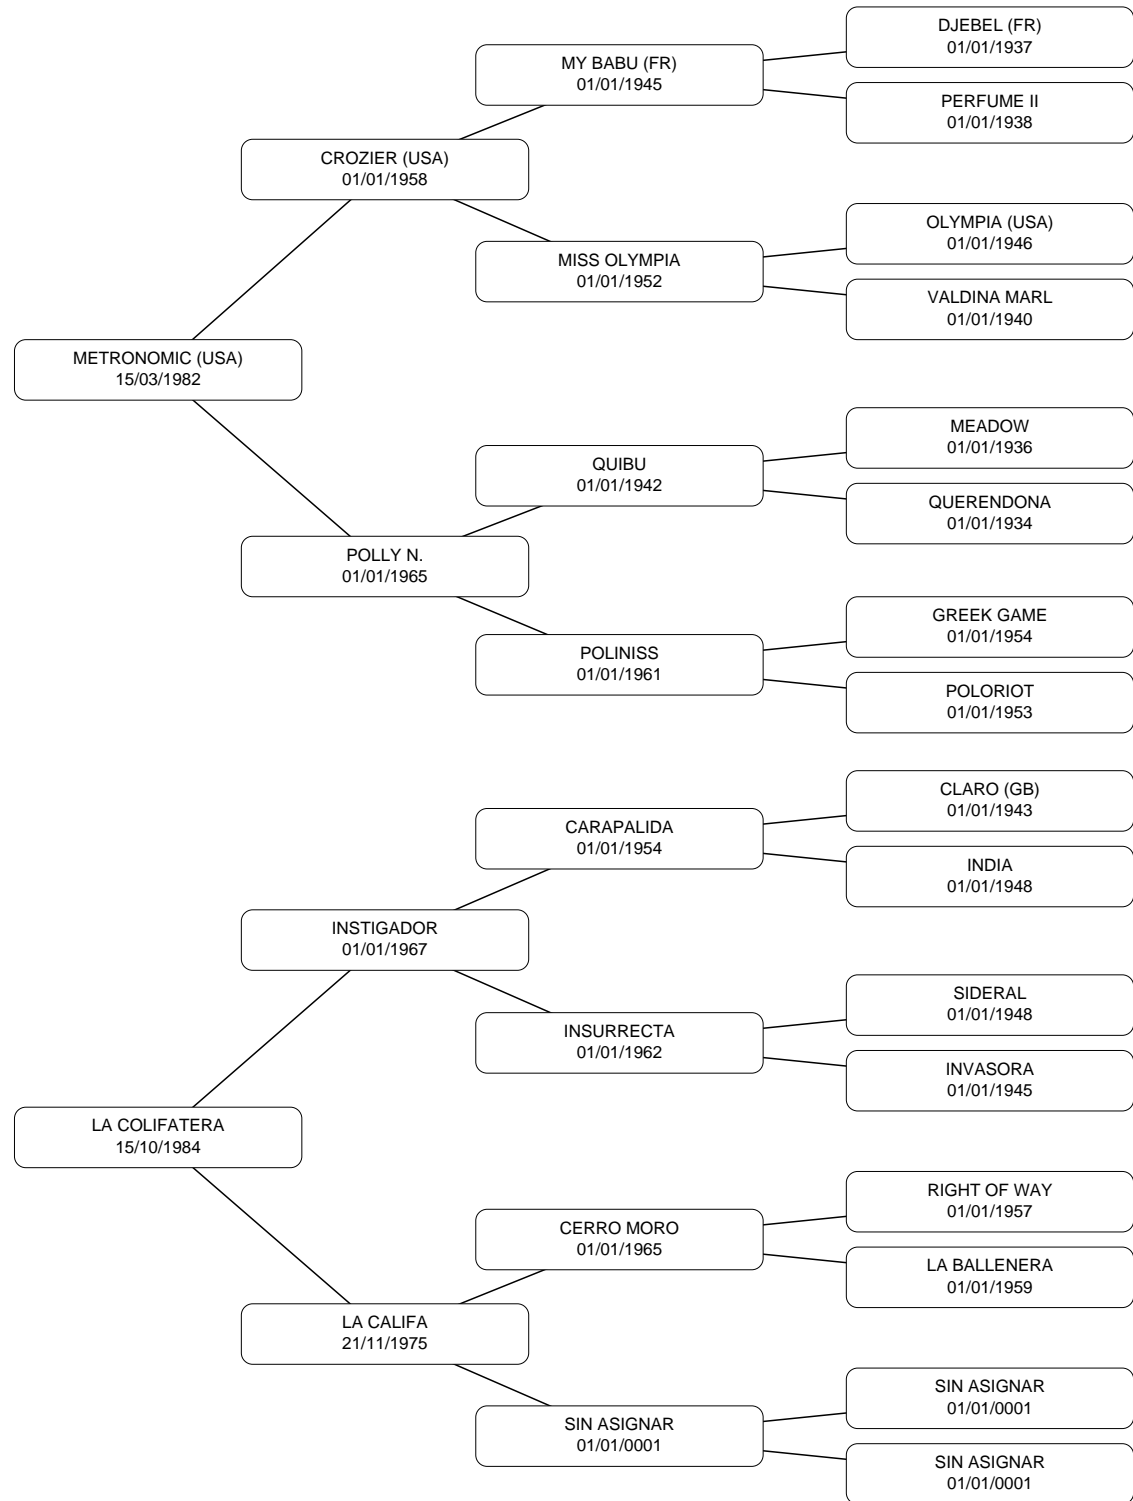 DJEBEL (FR)
01/01/1937
MY BABU (FR)
01/01/1945
PERFUME II
01/01/1938
CROZIER (USA)
01/01/1958
OLYMPIA (USA)
01/01/1946
MISS OLYMPIA
01/01/1952
VALDINA MARL
01/01/1940
METRONOMIC (USA)
15/03/1982
MEADOW
01/01/1936
QUIBU
01/01/1942
QUERENDONA
01/01/1934
POLLY N.
01/01/1965
GREEK GAME
01/01/1954
POLINISS
01/01/1961
POLORIOT
01/01/1953
CLARO (GB)
01/01/1943
CARAPALIDA
01/01/1954
INDIA
01/01/1948
INSTIGADOR
01/01/1967
SIDERAL
01/01/1948
INSURRECTA
01/01/1962
INVASORA
01/01/1945
LA COLIFATERA
15/10/1984
RIGHT OF WAY
01/01/1957
CERRO MORO
01/01/1965
LA BALLENERA
01/01/1959
LA CALIFA
21/11/1975
SIN ASIGNAR
01/01/0001
SIN ASIGNAR
01/01/0001
SIN ASIGNAR
01/01/0001